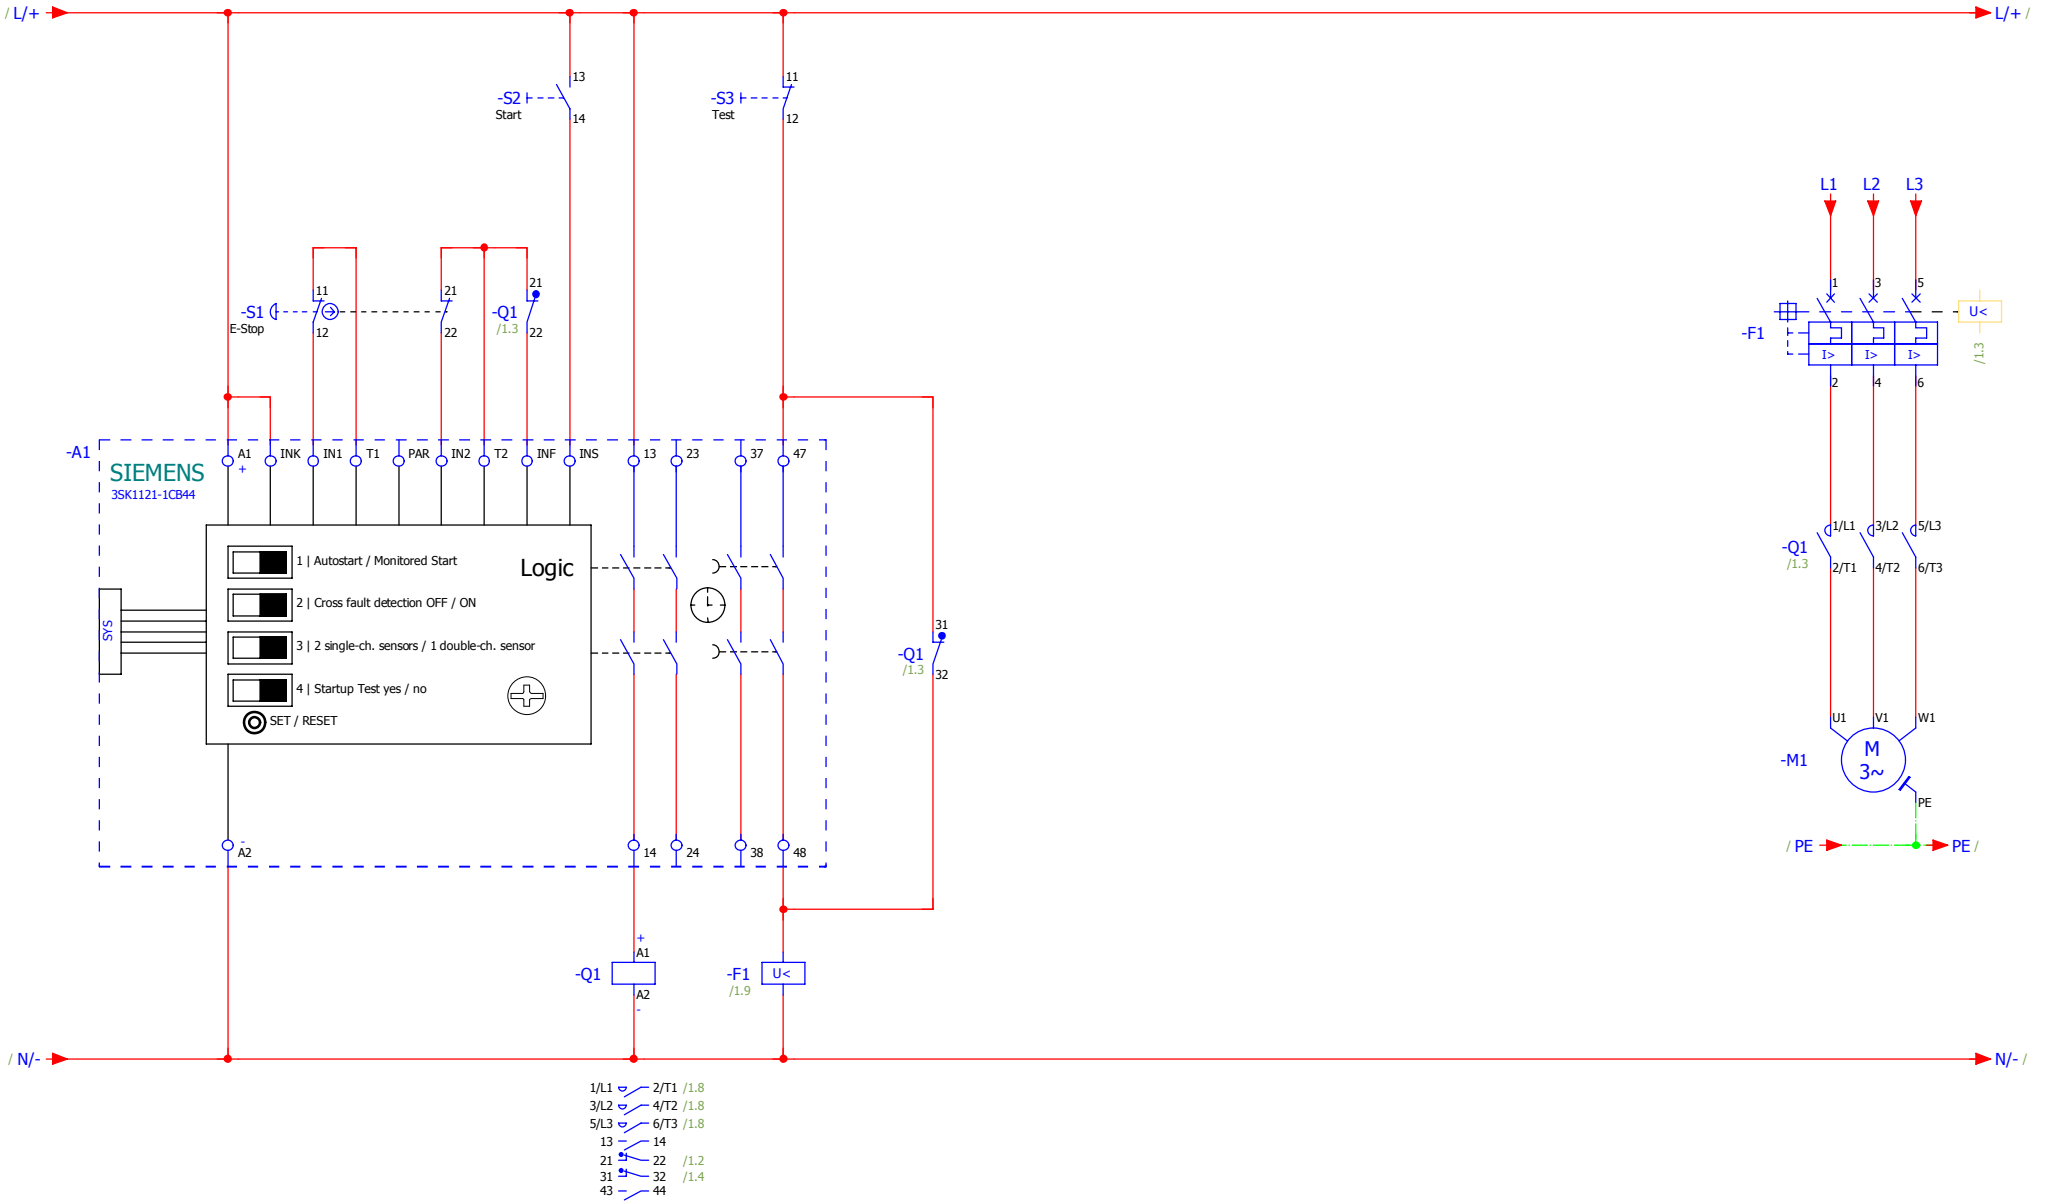 / L/+
L/+ /
13
-S2
Start
14
11
-S3
Test
12
L1 L2 L3
11
-S1
E-Stop
12
21
22
21
-Q1
/1.3
22
1 3 5
U<
-F1
/1.3
I> I> I>
2 4 6
-A1
SIEMENS
3SK1121-1CB44
A1 INK IN1 T1 PAR IN2 T2 INF INS 13 23 37 47
+
1 | Autostart / Monitored Start
Logic
2 | Cross fault detection OFF / ON
3 | 2 single-ch. sensors / 1 double-ch. sensor
4 | Startup Test yes / no
SET / RESET
SYS
31
-Q1
/1.3
32
1/L1 3/L2 5/L3
-Q1
/1.3
2/T1 4/T2 6/T3
U1 V1 W1
M
3~
-M1
PE
/ PE
PE /
-
A2 14 24 38 48
+
A1
-Q1
A2
-
-F1
/1.9
U<
/ N/-
N/- /
1/L1 2/T1 /1.8
3/L2 4/T2 /1.8
5/L3 6/T3 /1.8
13 14
21 22 /1.2
31 32 /1.4
43 44